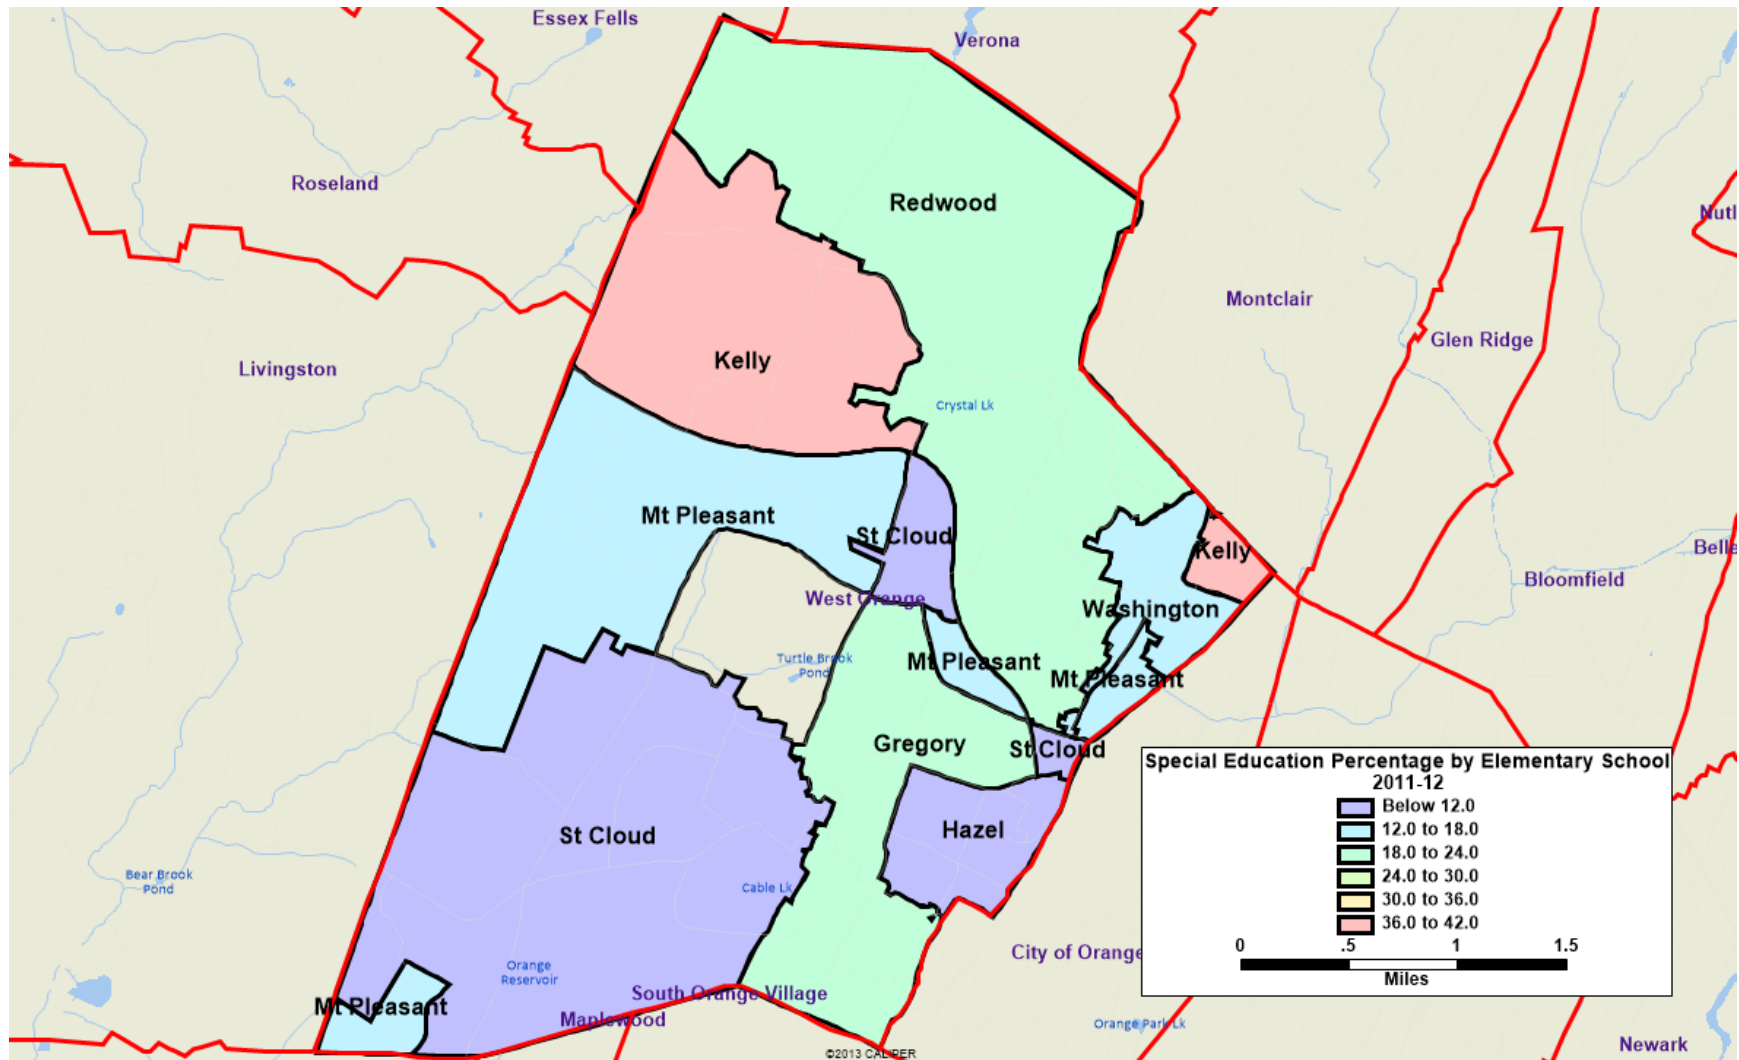 Essex Fells
Verona
Roseland
Redwood
Montclair
Glen Ridge
Livingston
Kelly
Crystal Lk
Mt Pleasant
St Cloud
Kelly
Bloomfield
West Orange
Washington
Turtle Brook
Pond
Mt Pleasant
Mt Pleasant
Gregory
St Cloud
Special Education Percentage by Elementary School
2011-12
Below 12.0
12.0 to 18.0
18.0 to 24.0
24.0 to 30.0
30.0 to 36.0
36.0 to 42.0
0 .5 1 1.5
Miles
St Cloud
Hazel
Bear Brook
Pond
Cable Lk
City of Orange
Orange
Reservoir
South Orange Village
Mt Pleasant
Maplewood
Orange Park Lk
Newark
©2013 CALIPER